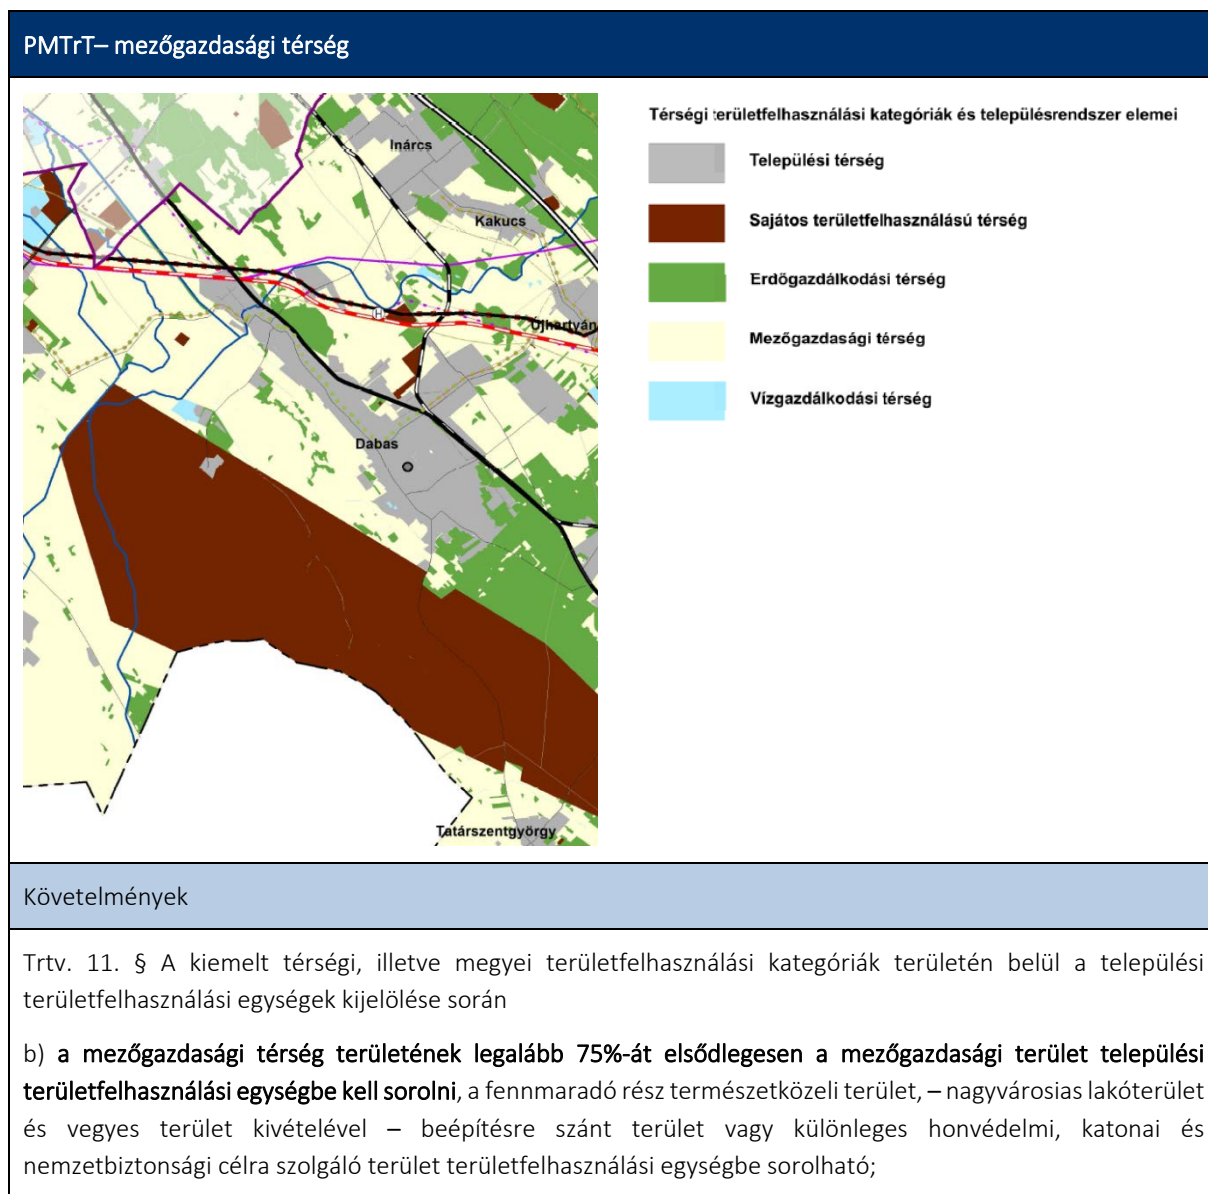 PMTrT– mezőgazdasági térség
Térségi területfelhasználási kategóriák és településrendszer elemei
Települési térség
Sajátos területfelhasználású térség
Erdőgazdálkodási térség
Mezőgazdasági térség
Vízgazdálkodási térség
Inárcs
Kakucs
Újhartyán
H
Dabas
Tatárszentgyörgy
Követelmények
Trtv. 11. § A kiemelt térségi, illetve megyei területfelhasználási kategóriák területén belül a települési
területfelhasználási egységek kijelölése során
b) a mezőgazdasági térség területének legalább 75%-át elsődlegesen a mezőgazdasági terület települési
területfelhasználási egységbe kell sorolni, a fennmaradó rész természetközeli terület, – nagyvárosias lakóterület
és vegyes terület kivételével – beépítésre szánt terület vagy különleges honvédelmi, katonai és
nemzetbiztonsági célra szolgáló terület területfelhasználási egységbe sorolható;